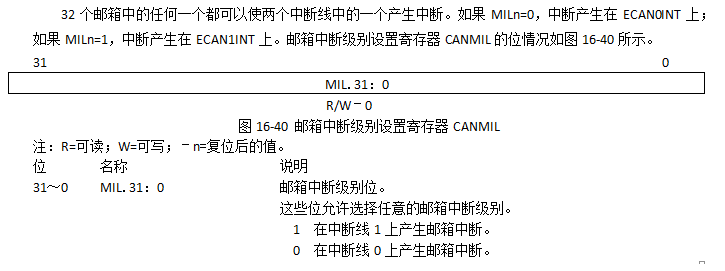 32 个邮箱中的任何一个都可以使两个中断线中的一个产生中断。如果 MILn=0，中断产生在 ECAN0INT 上；
如果 MILn=1，中断产生在 ECAN1INT 上。邮箱中断级别设置寄存器 CANMIL 的位情况如图 16-40 所示。
31 0
MIL.31：0
R/W－0
图 16-40 邮箱中断级别设置寄存器 CANMIL
注：R=可读；W=可写；－n=复位后的值。
位 名称 说明
31～0 MIL.31：0 邮箱中断级别位。
这些位允许选择任意的邮箱中断级别。
1 在中断线 1 上产生邮箱中断。
0 在中断线 0 上产生邮箱中断。